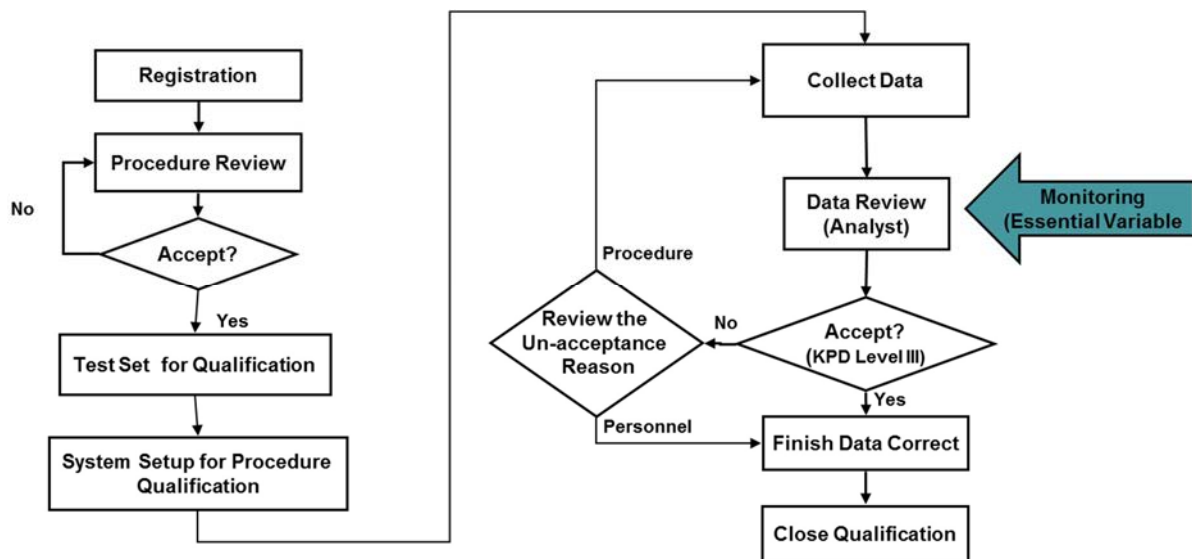 Registration
Procedure Review
No
Accept?
Yes
Test Set for Qualification
System Setup for Procedure
Qualification
Collect Data
Data Review
(Analyst)
Monitoring
(Essential Variable
Procedure
Review the
Un-acceptance
Reason
No
Accept?
(KPD Level III)
Yes
Personnel
Finish Data Correct
Close Qualification